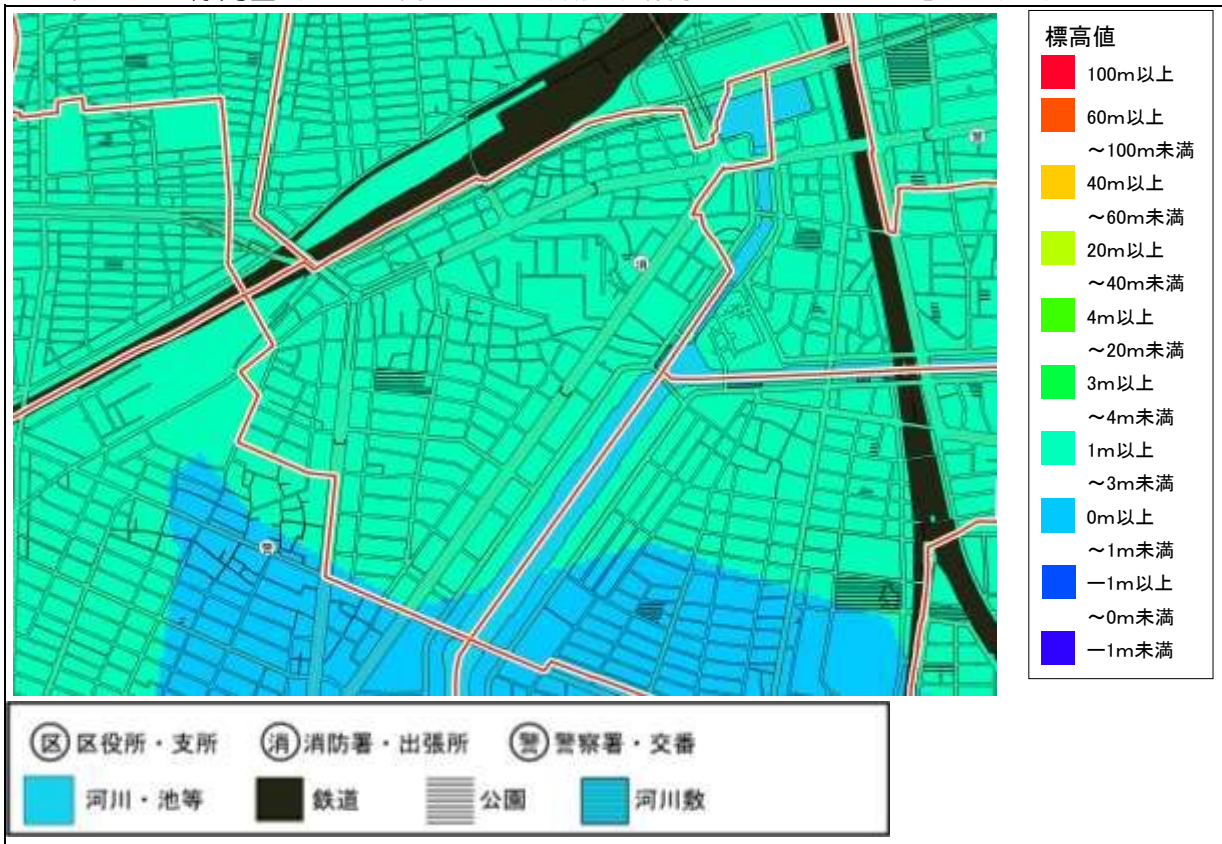 標高値
100m以上
60m以上
～100m未満
40m以上
～60m未満
20m以上
～40m未満
4m以上
～20m未満
3m以上
～4m未満
1m以上
～3m未満
0m以上
～1m未満
－1m以上
～0m未満
－1m未満
消
警
警
区 区役所・支所 消 消防署・出張所 警 警察署・交番
河川・池等 鉄道 公園 河川敷